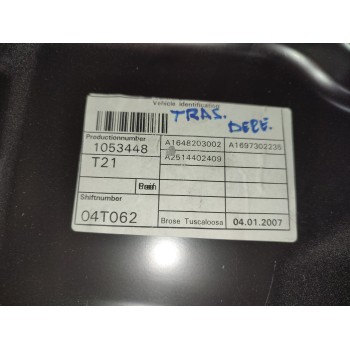 Vehicle Identification
TRAS.
DERE.
Productionnumber
1053448
T21
A1648203002
A1697302235
A2514402409
Shiftnumber
04T062
Brose Tuscaloosa
04.01.2007